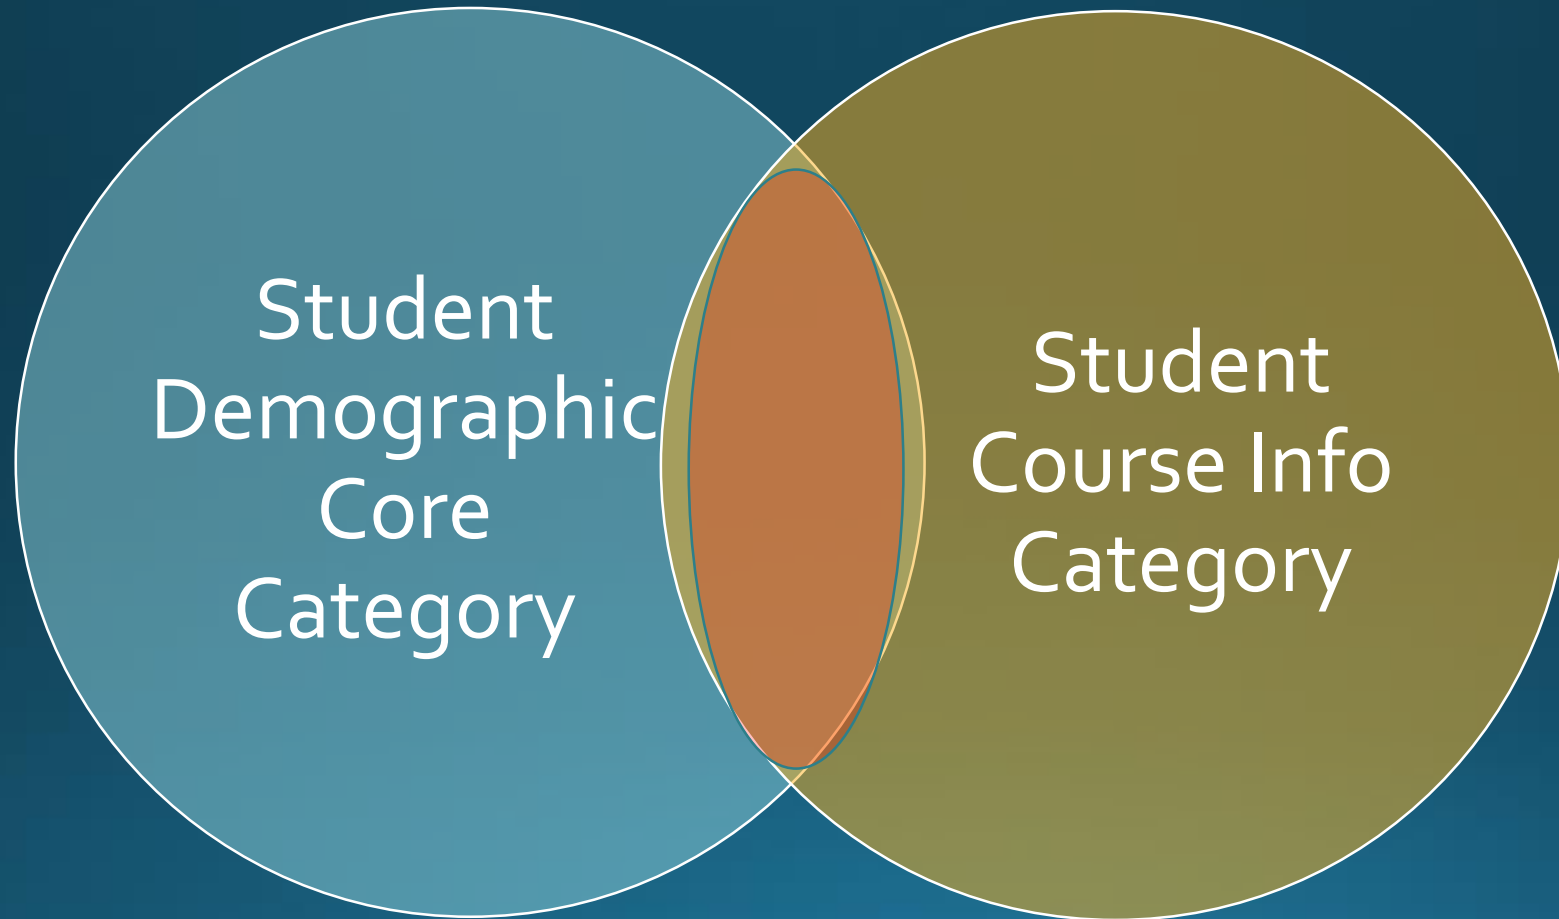 Student
Demographic
Core
Category
Student
Course Info
Category